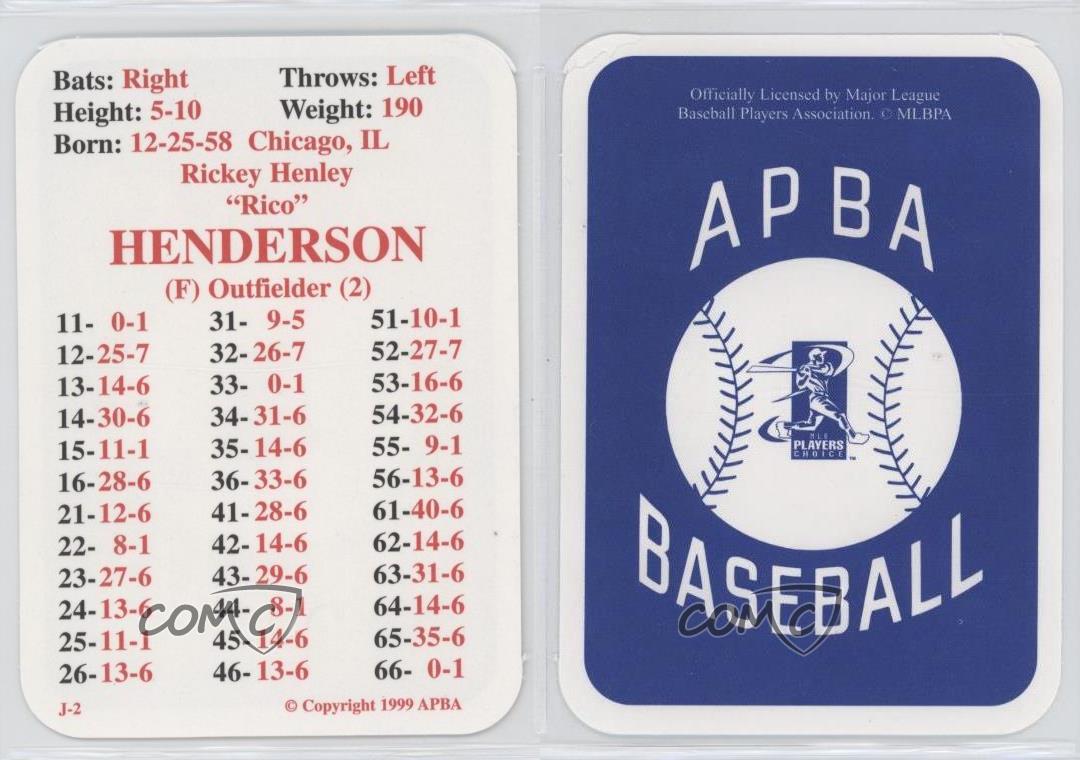 Bats: Right Throws: Left
Height: 5-10 Weight: 190
Born: 12-25-58 Chicago, IL
Rickey Henley
“Rico”
HENDERSON
(F) Outfielder (2)
11- 0-1 31- 9-5 51-10-1
12-25-7 32-26-7 52-27-7
13-14-6 33- 0-1 53-16-6
14-30-6 34-31-6 54-32-6
15-11-1 35-14-6 55- 9-1
16-28-6 36-33-6 56-13-6
21-12-6 41-28-6 61-40-6
22- 8-1 42-14-6 62-14-6
23-27-6 43-29-6 63-31-6
24-13-6 44- 8-1 64-14-6
25-11-1 45-14-6 65-35-6
26-13-6 46-13-6 66- 0-1
J-2 © Copyright 1999 APBA
COMC
Officially Licensed by Major League
Baseball Players Association. © MLBPA
APBA
MLB
PLAYERS
CHOICE™
BASEBALL
COMC